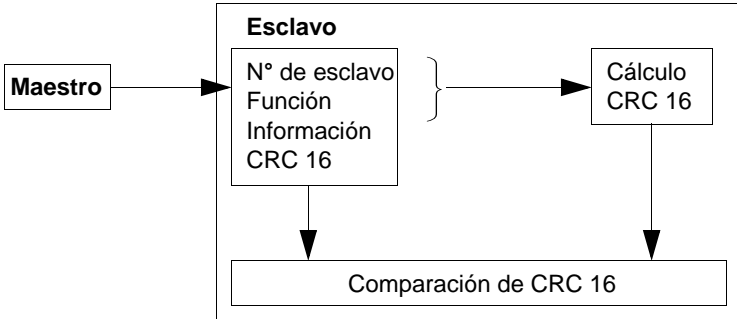 Esclavo
Maestro
N° de esclavo
Función
Información
CRC 16
Cálculo
CRC 16
Comparación de CRC 16